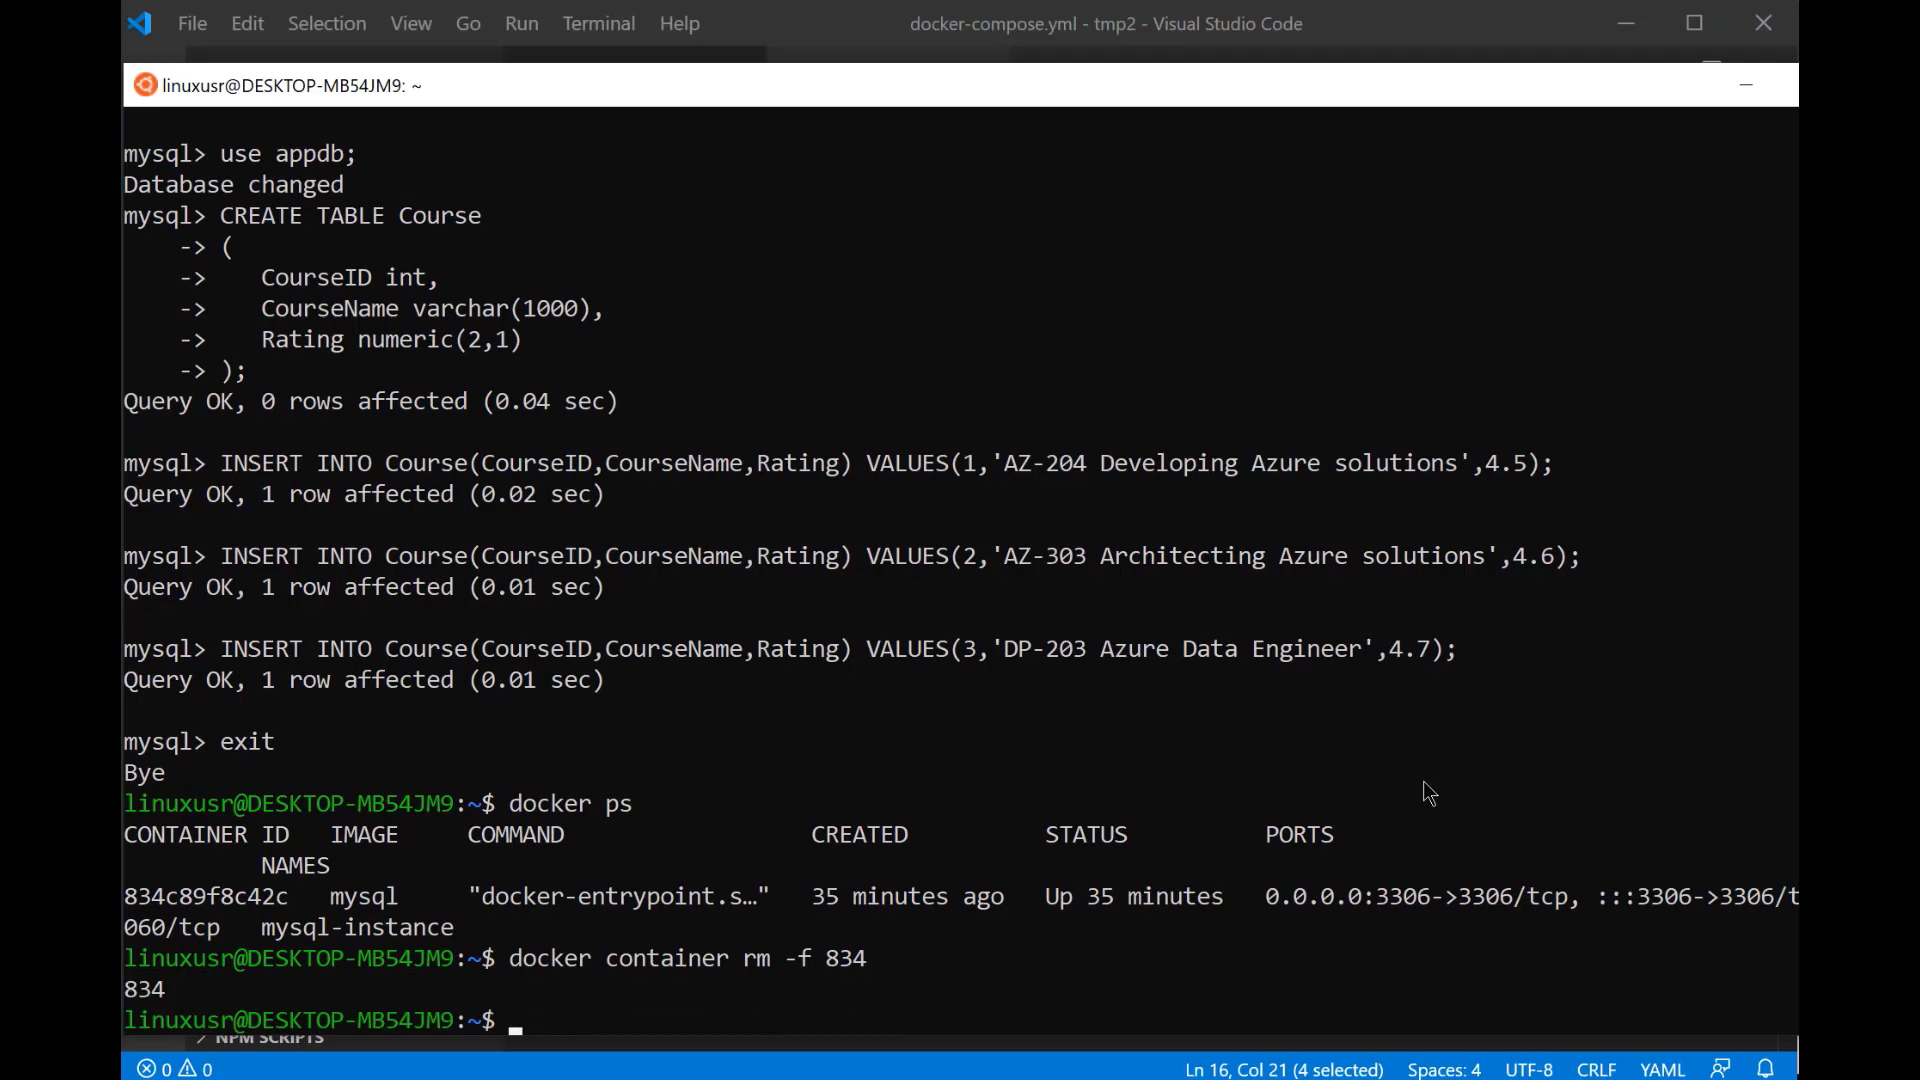 File Edit Selection View Go Run Terminal Help docker-compose.yml - tmp2 - Visual Studio Code
linuxusr@DESKTOP-MB54JM9: ~
mysql> use appdb;
Database changed
mysql> CREATE TABLE Course
-> (
-> CourseID int,
-> CourseName varchar(1000),
-> Rating numeric(2,1)
-> );
Query OK, 0 rows affected (0.04 sec)
mysql> INSERT INTO Course(CourseID,CourseName,Rating) VALUES(1,'AZ-204 Developing Azure solutions',4.5);
Query OK, 1 row affected (0.02 sec)
mysql> INSERT INTO Course(CourseID,CourseName,Rating) VALUES(2,'AZ-303 Architecting Azure solutions',4.6);
Query OK, 1 row affected (0.01 sec)
mysql> INSERT INTO Course(CourseID,CourseName,Rating) VALUES(3,'DP-203 Azure Data Engineer',4.7);
Query OK, 1 row affected (0.01 sec)
mysql> exit
Bye
linuxusr@DESKTOP-MB54JM9:~$ docker ps
CONTAINER ID IMAGE COMMAND CREATED STATUS PORTS
NAMES
834c89f8c42c mysql "docker-entrypoint.s…" 35 minutes ago Up 35 minutes 0.0.0.0:3306->3306/tcp, :::3306->3306/t
060/tcp mysql-instance
linuxusr@DESKTOP-MB54JM9:~$ docker container rm -f 834
834
linuxusr@DESKTOP-MB54JM9:~$
NPM SCRIPTS
0 0 Ln 16, Col 21 (4 selected) Spaces: 4 UTF-8 CRLF YAML